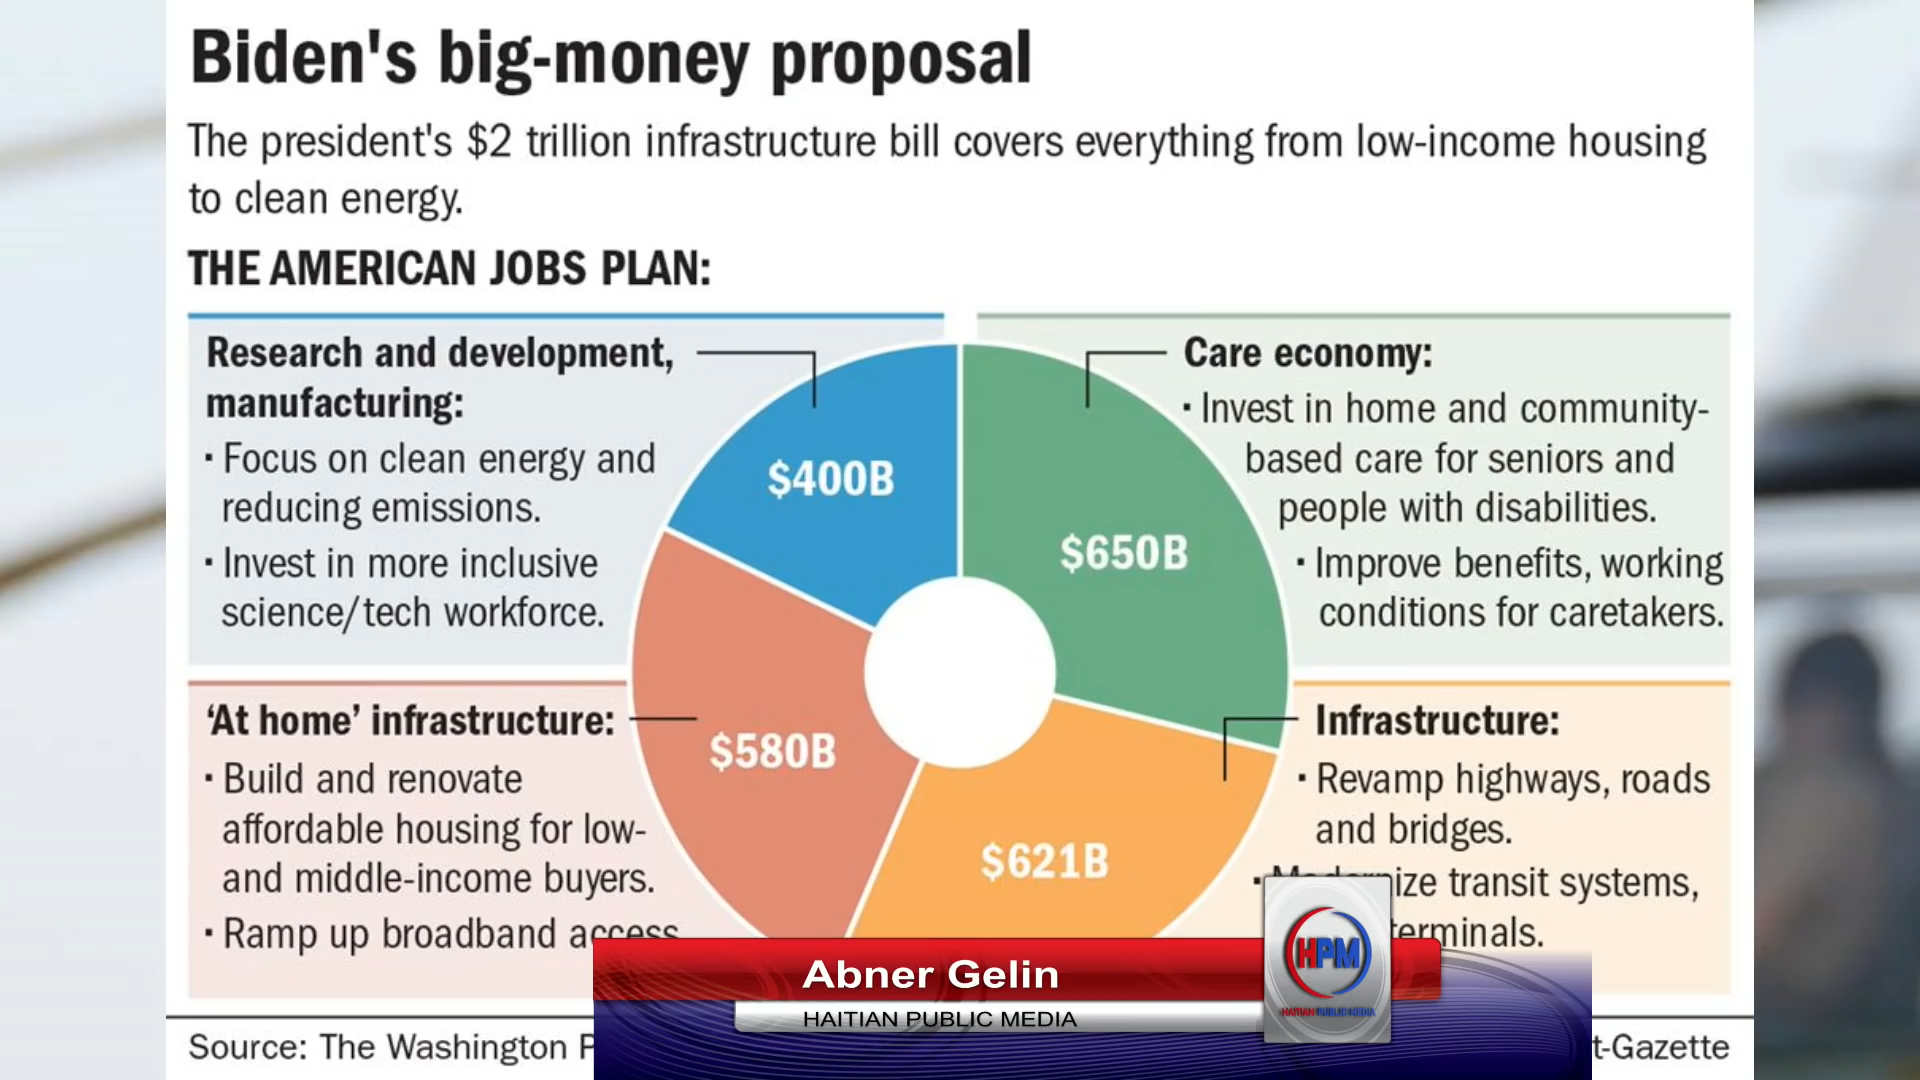 Biden's big-money proposal
The president's $2 trillion infrastructure bill covers everything from low-income housing
to clean energy.
THE AMERICAN JOBS PLAN:
Research and development,
manufacturing:
· Focus on clean energy and
reducing emissions.
· Invest in more inclusive
science/tech workforce.
$400B
Care economy:
· Invest in home and community-
based care for seniors and
people with disabilities.
· Improve benefits, working
conditions for caretakers.
$650B
‘At home’ infrastructure:
· Build and renovate
affordable housing for low-
and middle-income buyers.
· Ramp up broadband access
$580B
Infrastructure:
· Revamp highways, roads
and bridges.
· Modernize transit systems,
terminals.
$621B
Abner Gelin
HAITIAN PUBLIC MEDIA
HPM
HAITIAN PUBLIC MEDIA
Source: The Washington P
t-Gazette